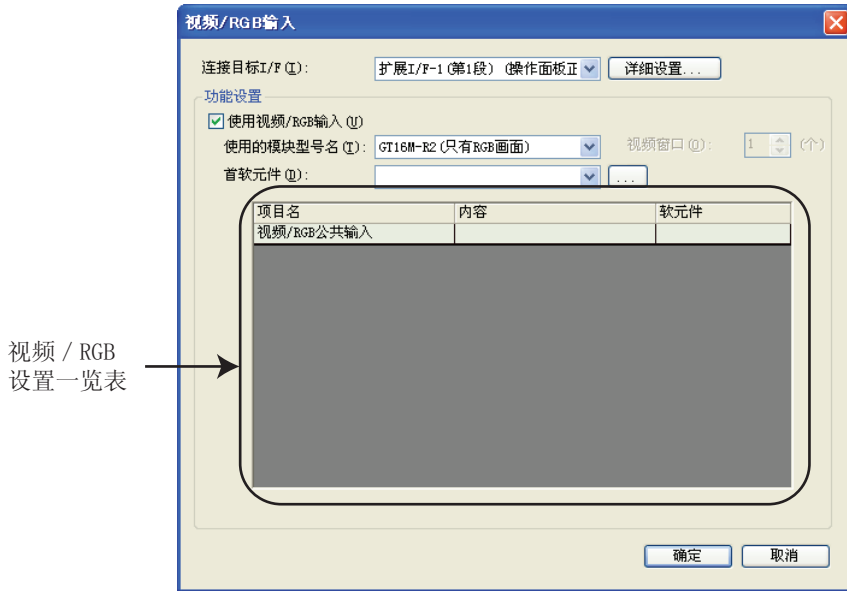 视频/RGB输入
连接目标I/F(I): 扩展I/F-1(第1段) (操作面板正 详细设置...
功能设置
使用视频/RGB输入(U)
使用的模块型号名(T): GT16M-R2(只有RGB画面) 视频窗口(O): 1 (个)
首软元件(D): ...
项目名 内容 软元件
视频/RGB公共输入
视频 / RGB
设置一览表
确定 取消